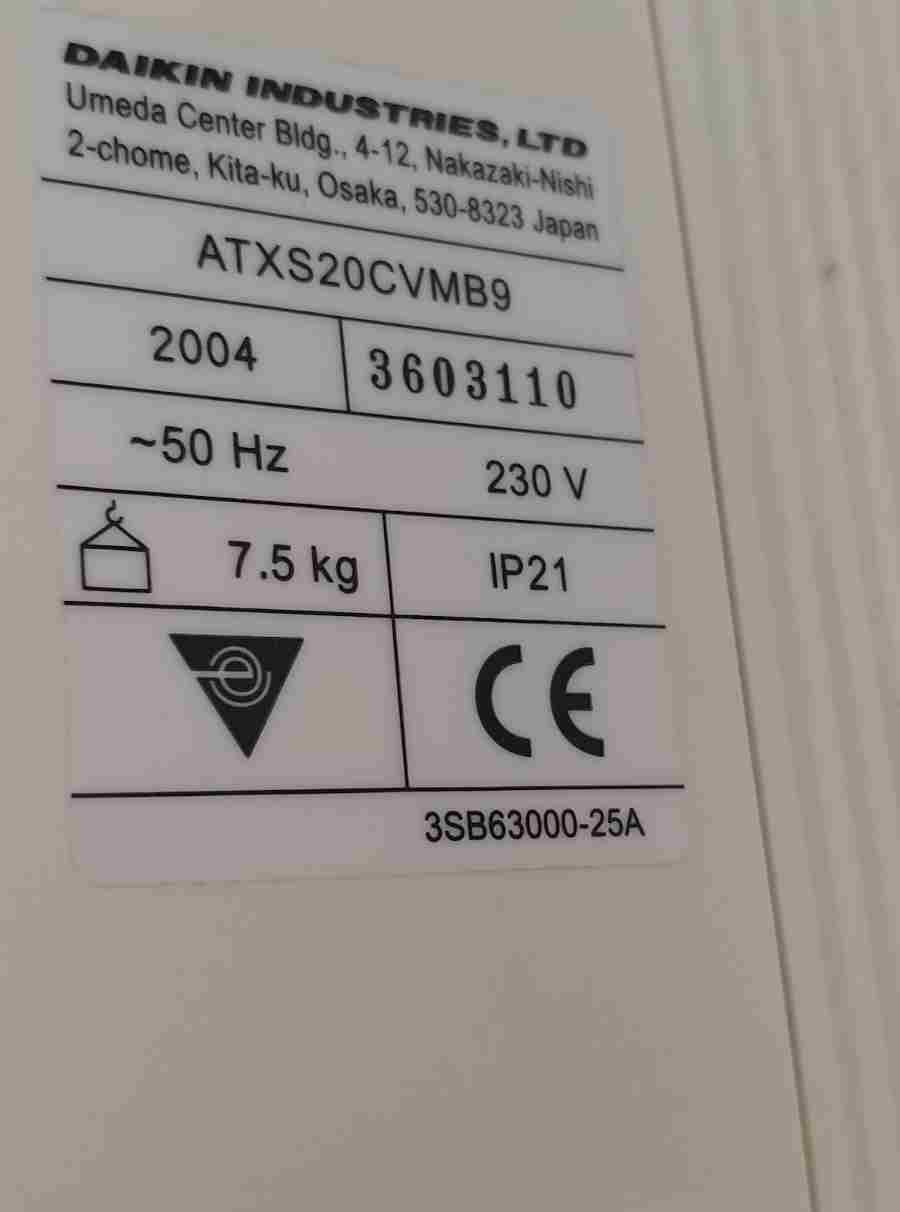 DAIKIN INDUSTRIES, LTD
Umeda Center Bldg., 4-12, Nakazaki-Nishi
2-chome, Kita-ku, Osaka, 530-8323 Japan
ATXS20CVMB9
2004 3603110
~50 Hz 230 V
7.5 kg IP21
e CE
3SB63000-25A